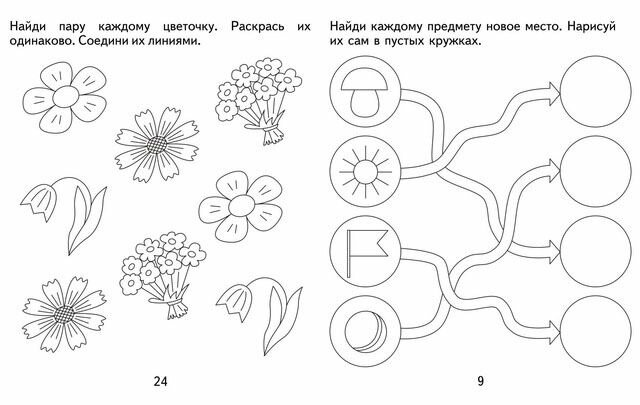 Найди пару каждому цветочку. Раскрась их
одинаково. Соедини их линиями.
24
Найди каждому предмету новое место. Нарисуй
их сам в пустых кружках.
9